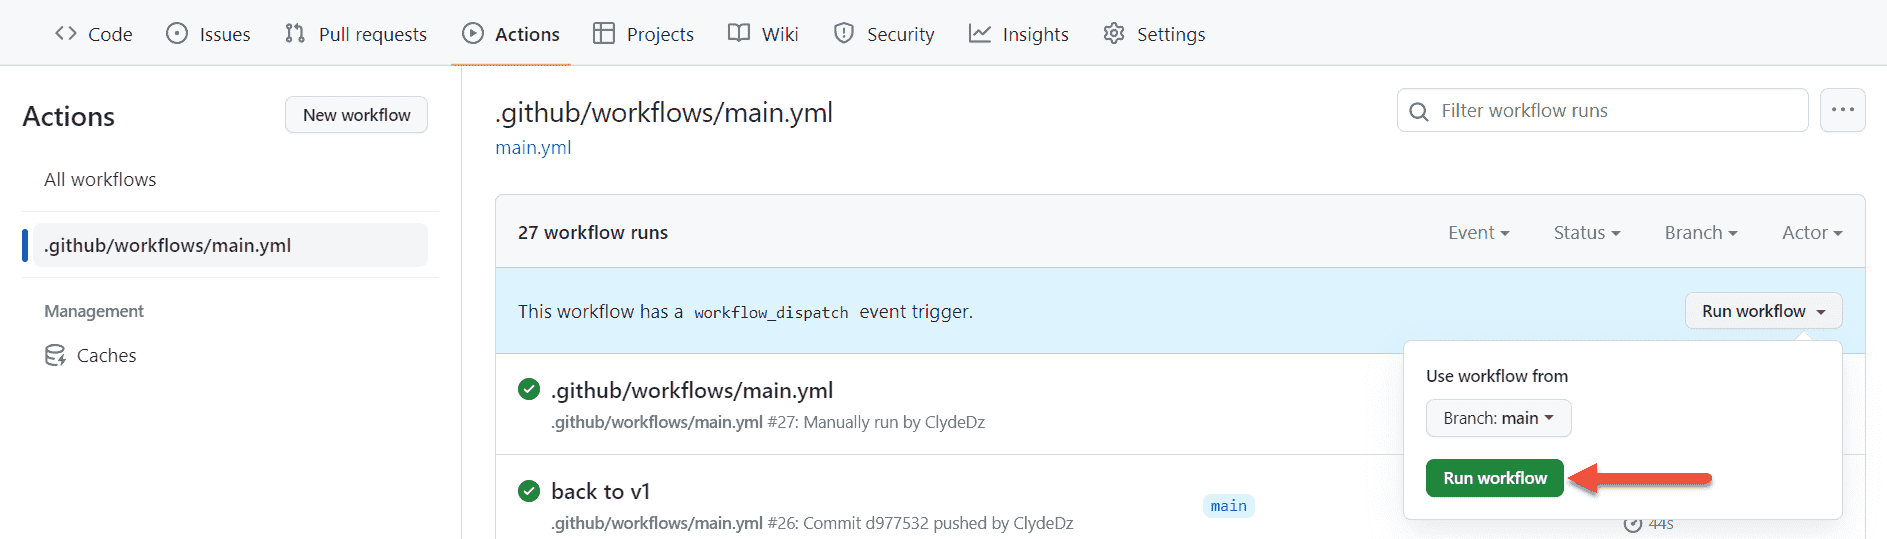 Code Issues Pull requests Actions Projects Wiki Security Insights Settings
Actions
New workflow
All workflows
.github/workflows/main.yml
Management
Caches
.github/workflows/main.yml
main.yml
Filter workflow runs
27 workflow runs
Event Status Branch Actor
This workflow has a workflow_dispatch event trigger.
Run workflow
Use workflow from
Branch: main
Run workflow
.github/workflows/main.yml
.github/workflows/main.yml #27: Manually run by ClydeDz
back to v1
.github/workflows/main.yml #26: Commit d977532 pushed by ClydeDz
main
44s